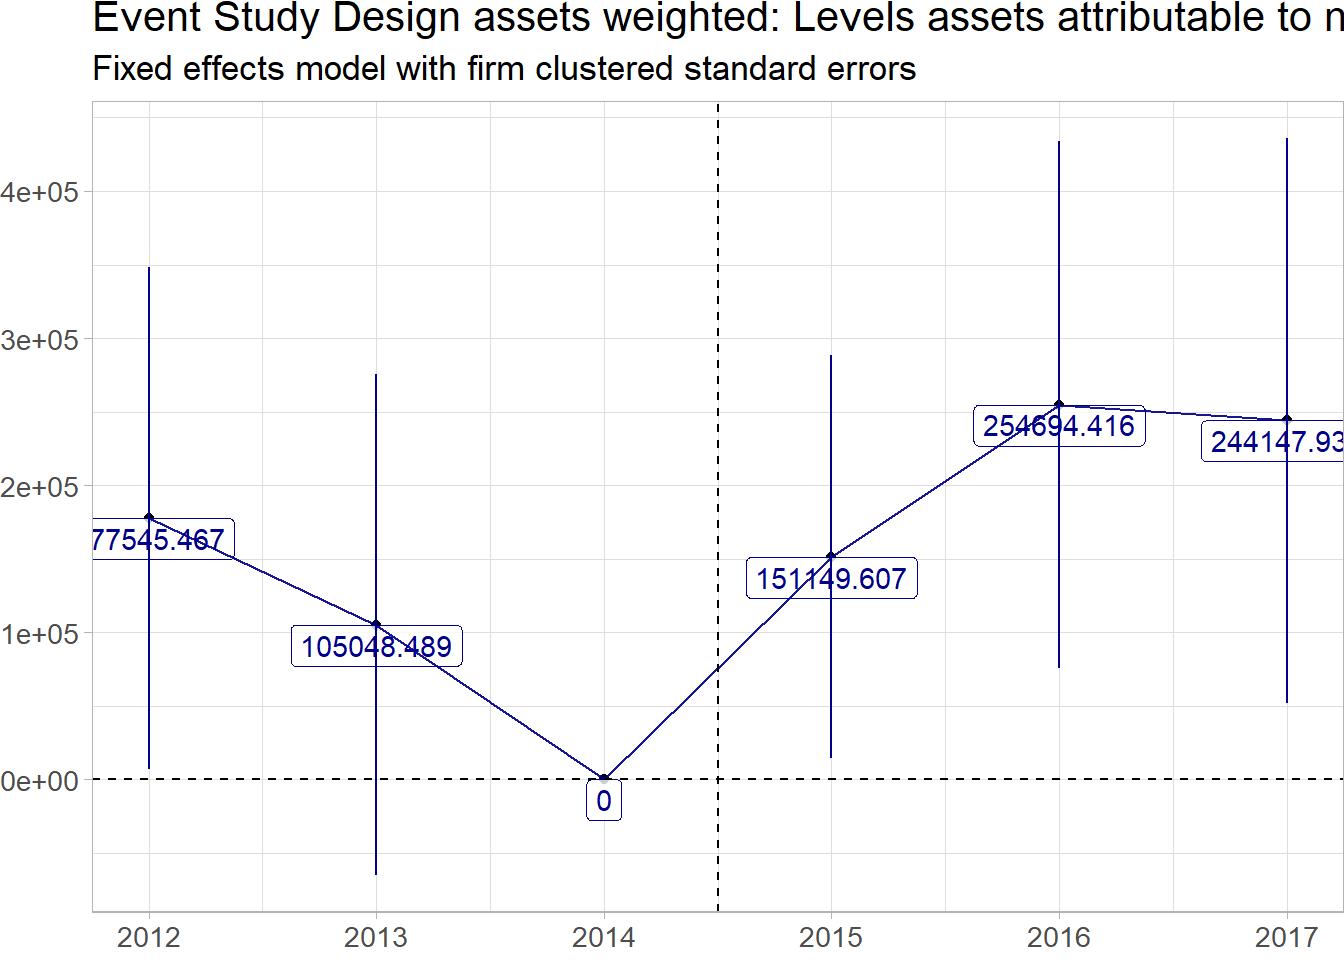 Event Study Design assets weighted: Levels assets attributable to n
Fixed effects model with firm clustered standard errors
4e+05
3e+05
2e+05
1e+05
0e+00
77545.467
105048.489
0
151149.607
254694.416
244147.93
2012 2013 2014 2015 2016 2017